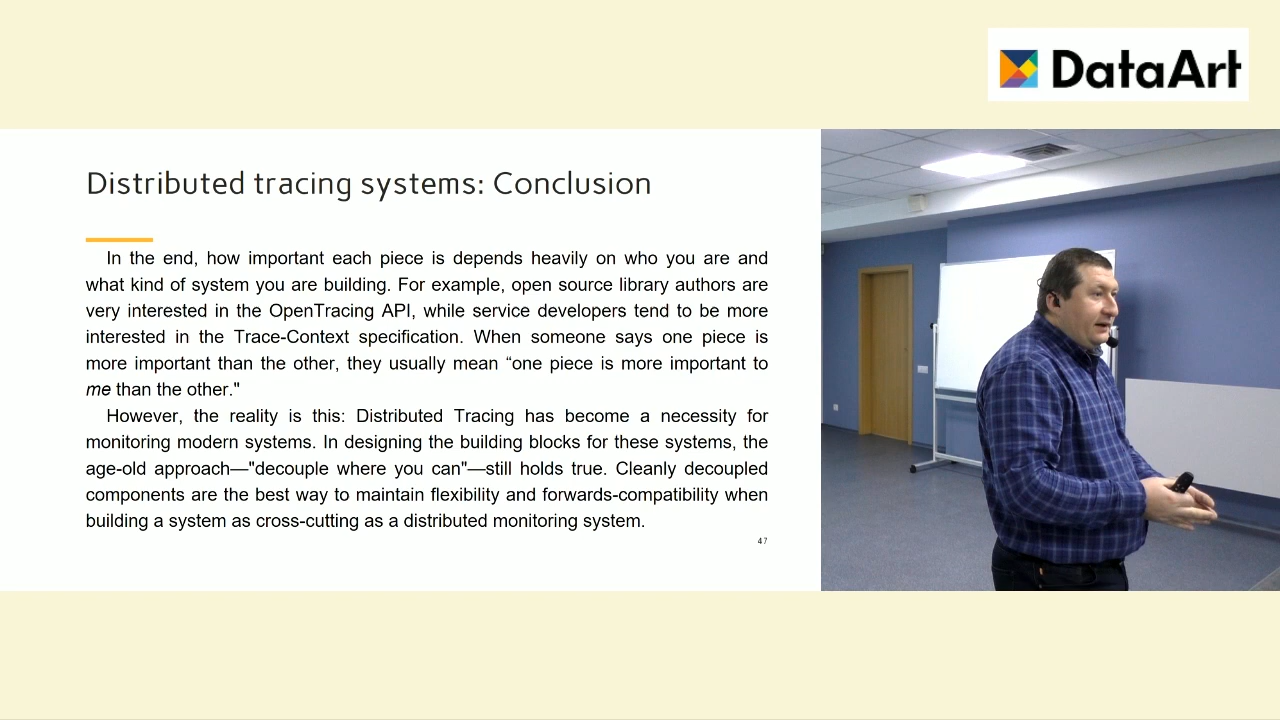 DataArt
Distributed tracing systems: Conclusion
In the end, how important each piece is depends heavily on who you are and
what kind of system you are building. For example, open source library authors are
very interested in the OpenTracing API, while service developers tend to be more
interested in the Trace-Context specification. When someone says one piece is
more important than the other, they usually mean “one piece is more important to
me than the other."
However, the reality is this: Distributed Tracing has become a necessity for
monitoring modern systems. In designing the building blocks for these systems, the
age-old approach—"decouple where you can"—still holds true. Cleanly decoupled
components are the best way to maintain flexibility and forwards-compatibility when
building a system as cross-cutting as a distributed monitoring system.
47